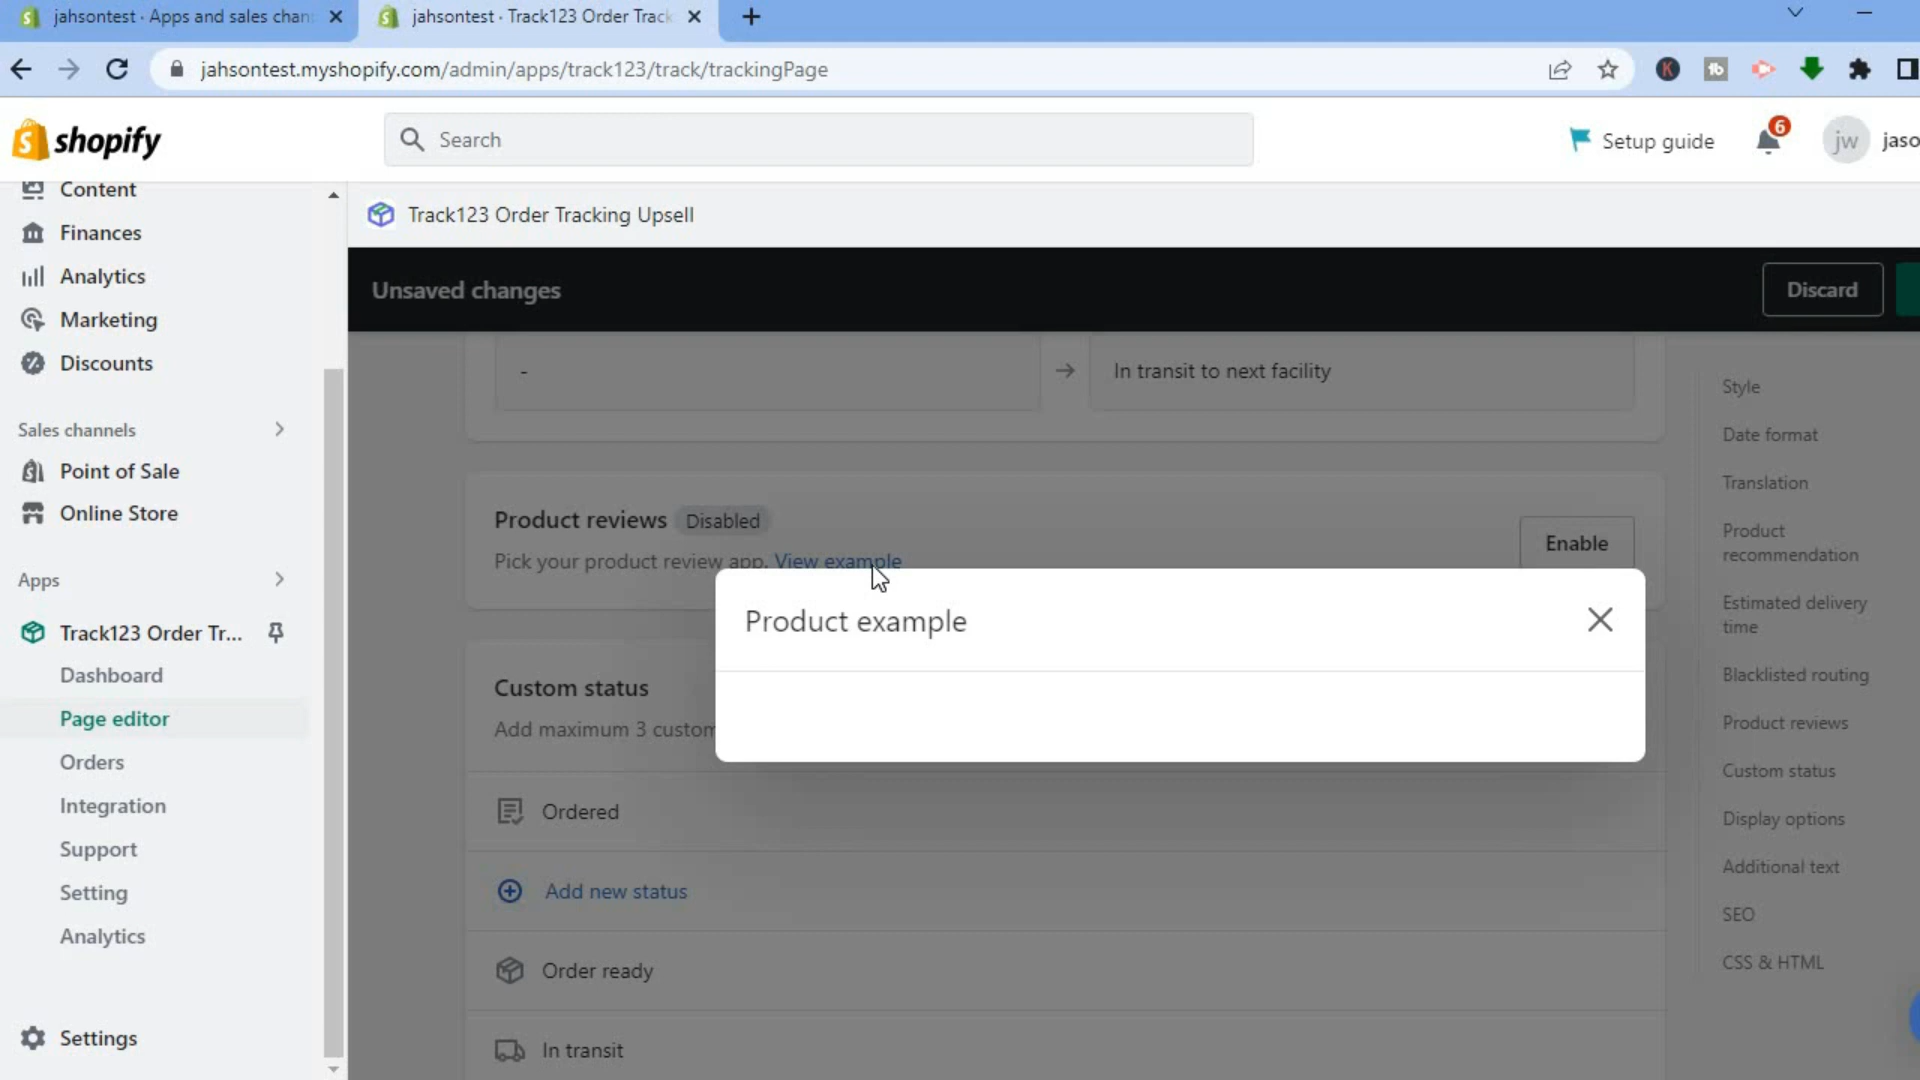 jahsontest · Apps and sales chan
jahsontest · Track123 Order Track
jahsontest.myshopify.com/admin/apps/track123/track/trackingPage
K
tb
shopify
Search
Setup guide
6
jw
jaso
Content
Finances
Analytics
Marketing
Discounts
Sales channels
Point of Sale
Online Store
Apps
Track123 Order Tr...
Dashboard
Page editor
Orders
Integration
Support
Setting
Analytics
Settings
Track123 Order Tracking Upsell
Unsaved changes
Discard
-
→
In transit to next facility
Product reviews
Disabled
Pick your product review app. View example
Enable
Product example
Custom status
Add maximum 3 custom
Ordered
Add new status
Order ready
In transit
Style
Date format
Translation
Product
recommendation
Estimated delivery
time
Blacklisted routing
Product reviews
Custom status
Display options
Additional text
SEO
CSS & HTML